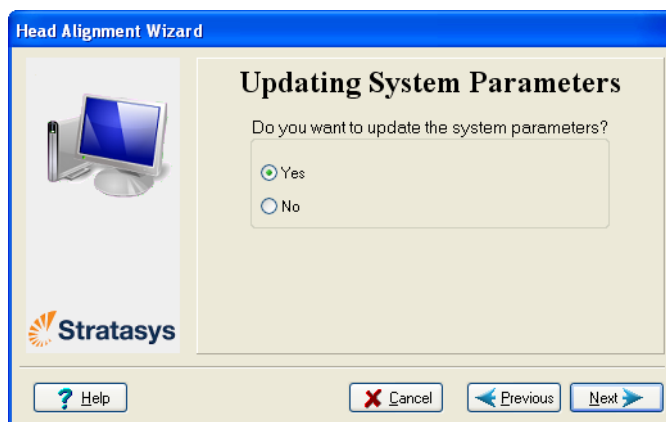 Head Alignment Wizard
Updating System Parameters
Do you want to update the system parameters?
Yes
No
Stratasys
? Help
Cancel
Previous
Next